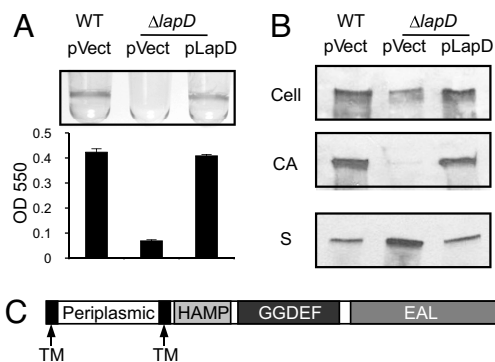 A
WT ΔlapD
pVect pVect pLapD
OD 550
0.5
0.4
0.3
0.2
0.1
0
B
WT ΔlapD
pVect pVect pLapD
Cell
CA
S
C
Periplasmic HAMP GGDEF EAL
TM TM